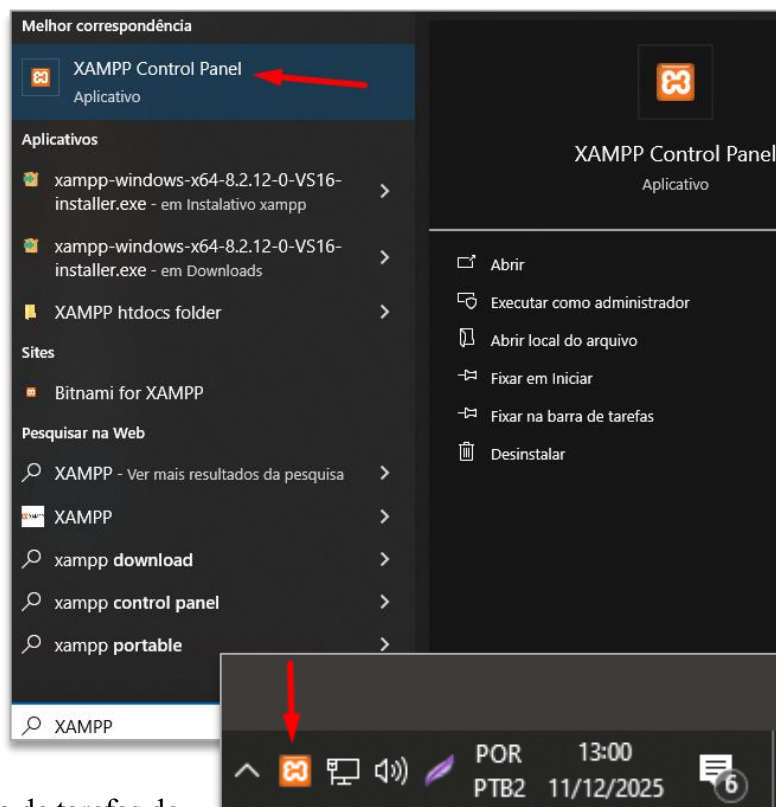 Melhor correspondência
XAMPP Control Panel
Aplicativo
Aplicativos
xampp-windows-x64-8.2.12-0-VS16-
installer.exe - em Instalativo xampp
xampp-windows-x64-8.2.12-0-VS16-
installer.exe - em Downloads
XAMPP htdocs folder
Sites
Bitnami for XAMPP
Pesquisar na Web
XAMPP - Ver mais resultados da pesquisa
XAMPP
xampp download
xampp control panel
xampp portable
XAMPP
XAMPP Control Panel
Aplicativo
Abrir
Executar como administrador
Abrir local do arquivo
Fixar em Iniciar
Fixar na barra de tarefas
Desinstalar
POR
PTB2
13:00
11/12/2025
6
de tarefas do